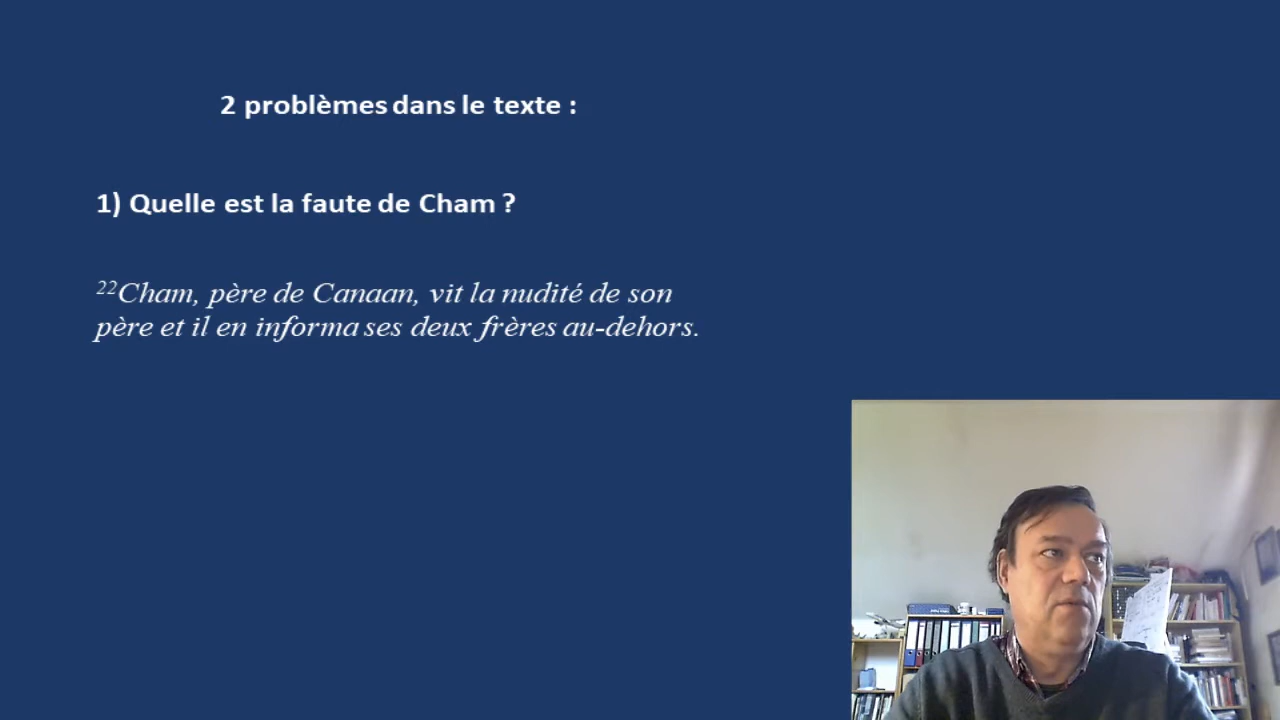 2 problèmes dans le texte :
1) Quelle est la faute de Cham ?
²²Cham, père de Canaan, vit la nudité de son
père et il en informa ses deux frères au-dehors.